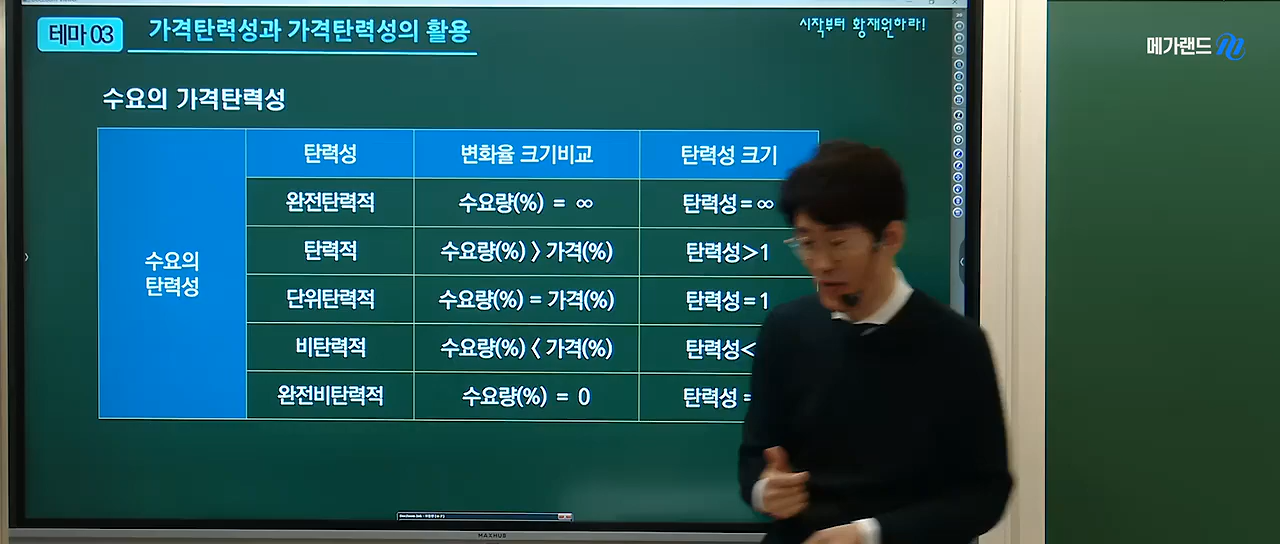 테마 03
가격탄력성과 가격탄력성의 활용
시작부터 황재원하라!
메가랜드
수요의 가격탄력성
탄력성 변화율 크기비교 탄력성 크기
완전탄력적 수요량(%) = ∞ 탄력성 = ∞
탄력적 수요량(%) > 가격(%) 탄력성>1
수요의
탄력성
단위탄력적 수요량(%) = 가격(%) 탄력성 = 1
비탄력적 수요량(%) < 가격(%) 탄력성<
완전비탄력적 수요량(%) = 0 탄력성 =
MAXHUB